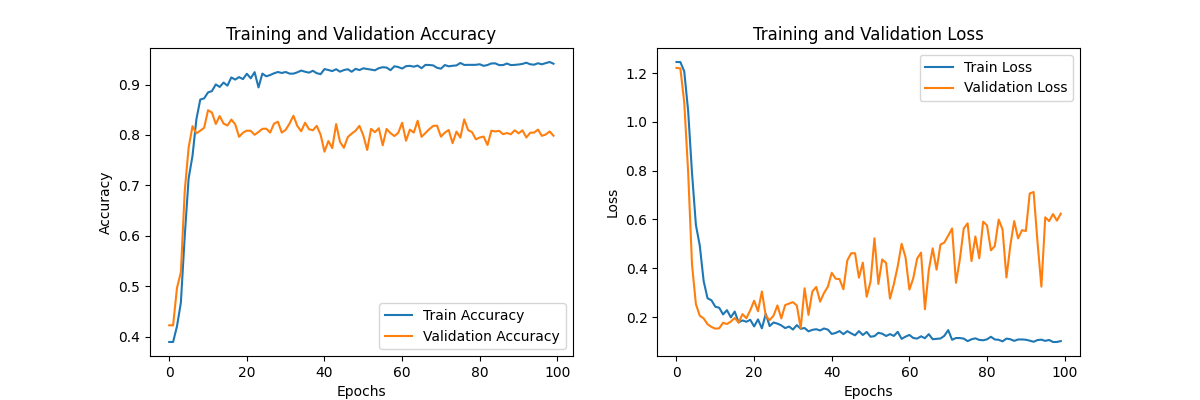 Training and Validation Accuracy
Accuracy
0.9
0.8
0.7
0.6
0.5
0.4
Train Accuracy
Validation Accuracy
0
20
40
60
80
100
Epochs
Training and Validation Loss
Loss
1.2
1.0
0.8
0.6
0.4
0.2
Train Loss
Validation Loss
0
20
40
60
80
100
Epochs